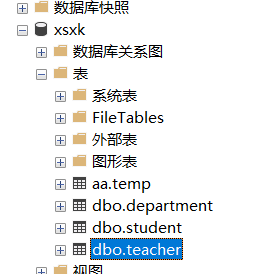 数据库快照
xsxk
数据库关系图
表
系统表
FileTables
外部表
图形表
aa.temp
dbo.department
dbo.student
dbo.teacher
视图